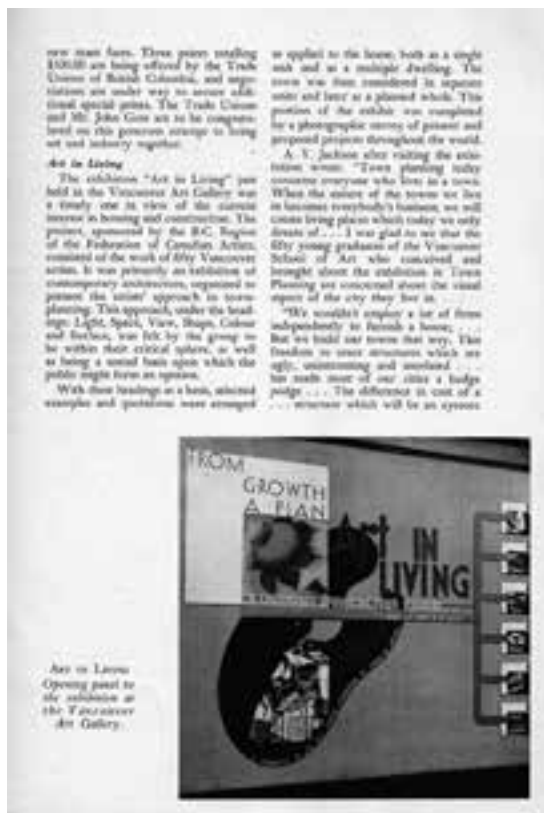 new mass faces. Three prizes totalling
$500.00 are being offered by the Trade
Unions of British Columbia, and nego-
tiations are under way to secure addi-
tional special prizes. The Trade Unions
and Mr. John Goss are to be congratu-
lated on this generous attempt to bring
art and industry together.
Art in Living
The exhibition "Art in Living" just
held in the Vancouver Art Gallery was
a timely one in view of the current
interest in housing and construction. The
project, sponsored by the B.C. Region
of the Federation of Canadian Artists,
consisted of the work of fifty Vancouver
artists. It was primarily an exhibition of
contemporary architecture, organized to
present the artists' approach to town-
planning. This approach, under the head-
ings: Light, Space, View, Shape, Colour
and Surface, was felt by the group to
be within their critical sphere, as well
as being a sound basis upon which the
public might form an opinion.
With these headings as a basis, selected
examples and quotations were arranged
as applied to the house, both as a single
unit and as a multiple dwelling. The
town was then considered in separate
units and later as a planned whole. This
portion of the exhibit was completed
by a photographic survey of present and
proposed projects throughout the world.
A. Y. Jackson after visiting the exhi-
bition wrote: "Town planning today
concerns everyone who lives in a town.
When the nature of the towns we live
in becomes everybody's business, we will
create living places which today we only
dream of . . . I was glad to see that the
fifty young graduates of the Vancouver
School of Art who conceived and
brought about the exhibition in Town
Planning are concerned about the visual
aspect of the city they live in.
"We wouldn't employ a lot of firms
independently to furnish a house, . . .
But we build our towns that way. This
freedom to erect structures which are
ugly, uninteresting and unrelated . . .
has made most of our cities a hodge
podge . . . The difference in cost of a
. . . structure which will be an eyesore
FROM
GROWTH
A PLAN
Art IN
LIVING
Art in Living
Opening panel to
the exhibition at
the Vancouver
Art Gallery.